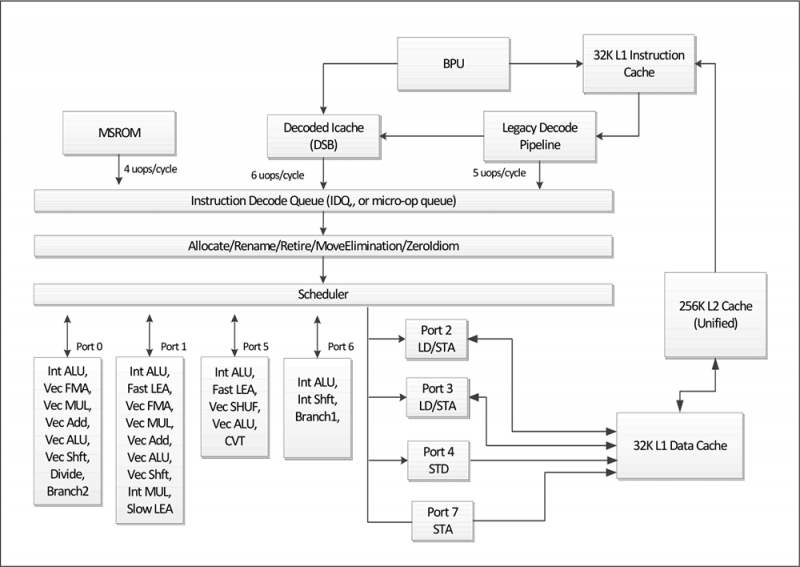 BPU
32K L1 Instruction
Cache
MSROM
Decoded Icache
(DSB)
Legacy Decode
Pipeline
4 uops/cycle
6 uops/cycle
5 uops/cycle
Instruction Decode Queue (IDQ,, or micro-op queue)
Allocate/Rename/Retire/MoveElimination/ZeroIdiom
Scheduler
256K L2 Cache
(Unified)
Port 0
Int ALU,
Vec FMA,
Vec MUL,
Vec Add,
Vec ALU,
Vec Shft,
Divide,
Branch2
Port 1
Int ALU,
Fast LEA,
Vec FMA,
Vec MUL,
Vec Add,
Vec ALU,
Vec Shft,
Int MUL,
Slow LEA
Port 5
Int ALU,
Fast LEA,
Vec SHUF,
Vec ALU,
CVT
Port 6
Int ALU,
Int Shft,
Branch1,
Port 2
LD/STA
Port 3
LD/STA
Port 4
STD
Port 7
STA
32K L1 Data Cache